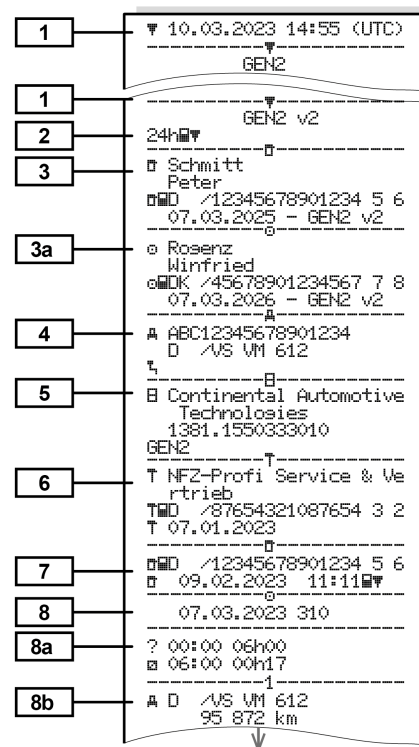 1 ▼ 10.03.2023 14:55 (UTC)
GEN2
1
GEN2 v2
2 24h▼
3 Schmitt
Peter
D /12345678901234 5 6
07.03.2025 - GEN2 v2
3a Rogenz
Winfried
DK /45678901234567 7 8
07.03.2026 - GEN2 v2
4 A ABC12345678901234
D /VS VM 612
5 Continental Automotive
Technologies
1381.1550333010
GEN2
6 T NFZ-Profi Service & Ve
rtrieb
T D /87654321087654 3 2
T 07.01.2023
7 D /12345678901234 5 6
09.02.2023 11:11▼
8 07.03.2023 310
8a ? 00:00 06h00
06:00 00h17
1
8b A D /VS VM 612
95 872 km